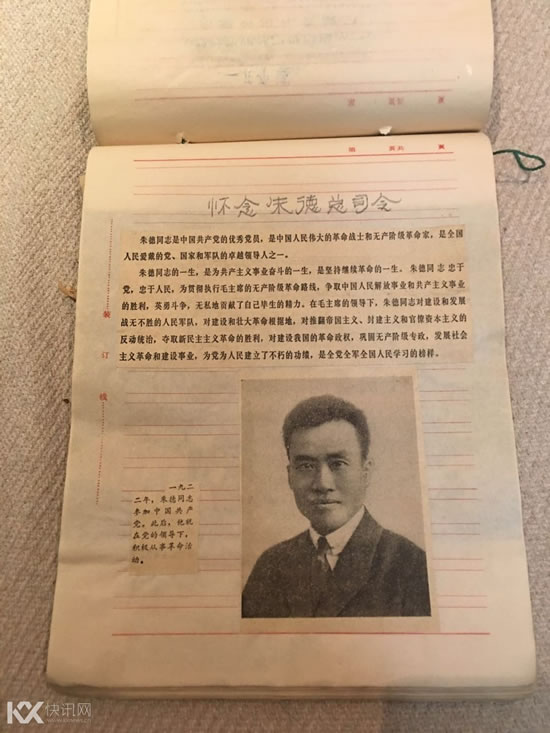 怀念朱德总司令
朱德同志是中国共产党的优秀党员，是中国人民伟大的革命战士和无产阶级革命家，是全国
人民爱戴的党、国家和军队的卓越领导人之一。
朱德同志的一生，是为共产主义事业奋斗的一生，是坚持继续革命的一生。朱德同志忠于
党，忠于人民，为贯彻执行毛主席的无产阶级革命路线，争取中国人民解放事业和共产主义事业
的胜利，英勇斗争，无私地贡献了自己毕生的精力。在毛主席的领导下，朱德同志对建设和发展
战无不胜的人民军队，对建设和壮大革命根据地，对推翻帝国主义、封建主义和官僚资本主义的
反动统治，夺取新民主主义革命的胜利，对建设我国的革命政权，巩固无产阶级专政，发展社会
主义革命和建设事业，为党为人民建立了不朽的功绩，是全党全军全国人民学习的榜样。
装
订
线
一九二
二年，朱德同志
参加中国共产
党。此后，他就
在党的领导下，
积极从事革命活
动。
KX 快讯网